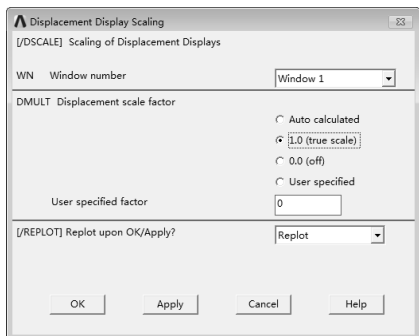 Displacement Display Scaling
[/DSCALE] Scaling of Displacement Displays
WN Window number Window 1
DMULT Displacement scale factor
Auto calculated
1.0 (true scale)
0.0 (off)
User specified
User specified factor 0
[/REPLOT] Replot upon OK/Apply? Replot
OK Apply Cancel Help